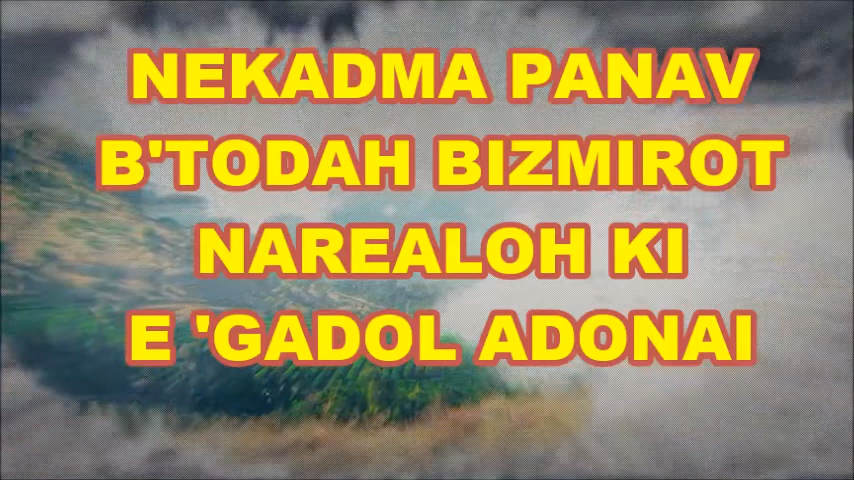 NEKADMA PANAV
B'TODAH BIZMIROT
NAREALOH KI
E 'GADOL ADONAI